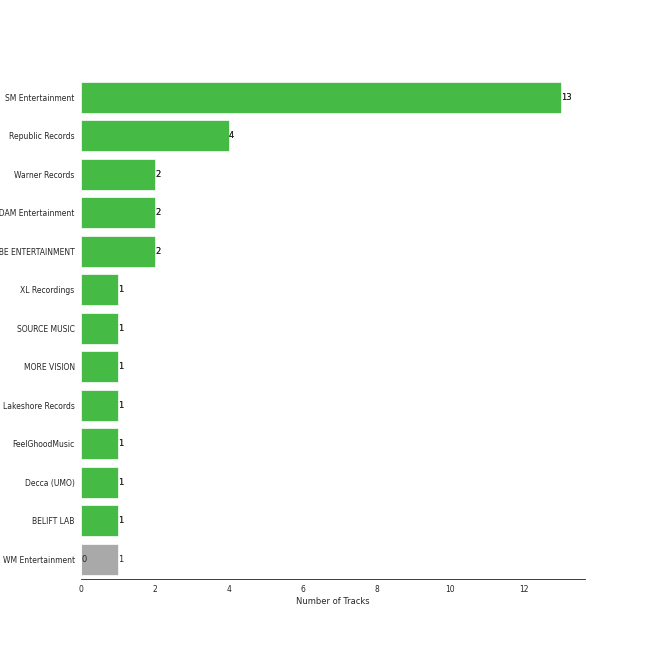 SM Entertainment 13
Republic Records 4
Warner Records 2
DAM Entertainment 2
BE ENTERTAINMENT 2
XL Recordings 1
SOURCE MUSIC 1
MORE VISION 1
Lakeshore Records 1
FeelGhoodMusic 1
Decca (UMO) 1
BELIFT LAB 1
WM Entertainment 0 1
0 2 4 6 8 10 12
Number of Tracks